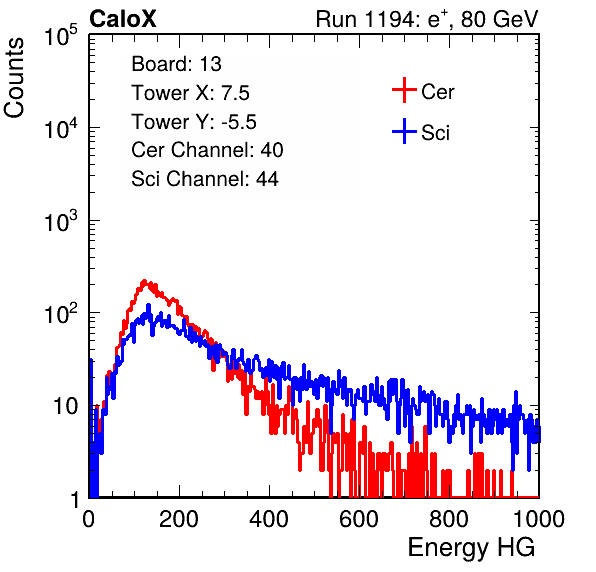 CaloX Run 1194: e⁺, 80 GeV
Counts
10⁵
10⁴
10³
10²
10
1
Board: 13
Tower X: 7.5
Tower Y: -5.5
Cer Channel: 40
Sci Channel: 44
Cer
Sci
0 200 400 600 800 1000
Energy HG